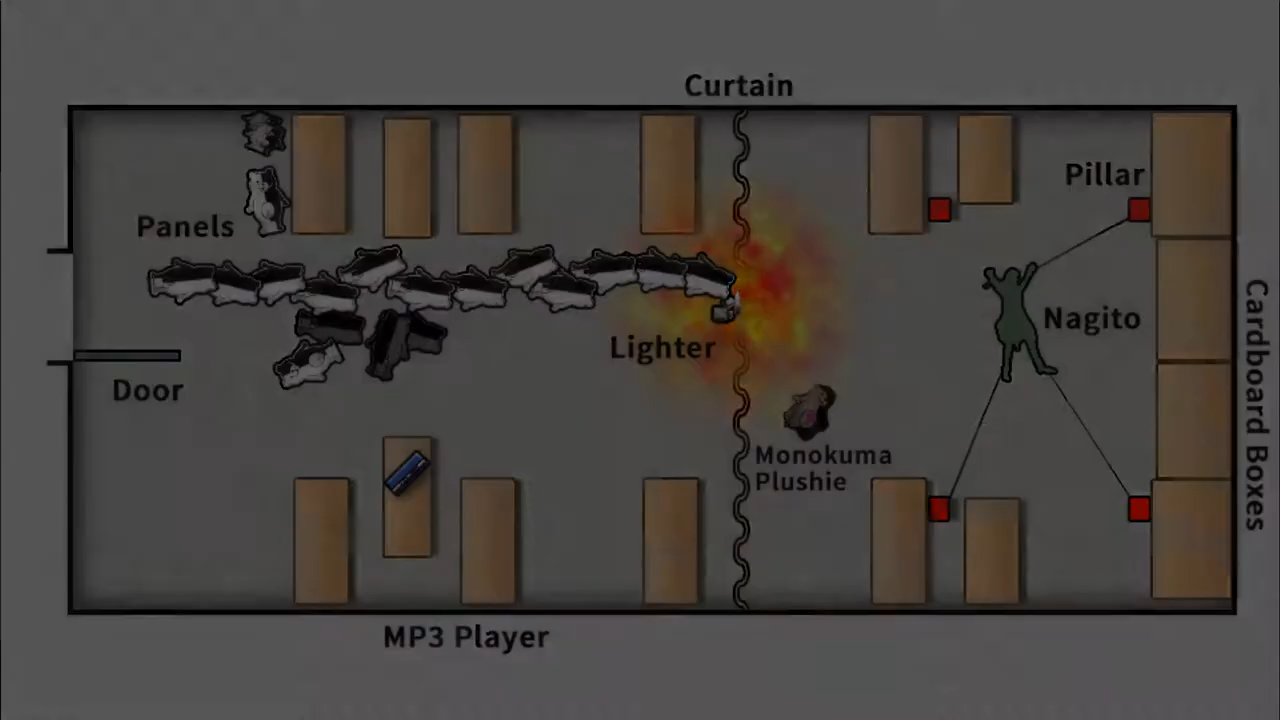 Curtain
Pillar
Panels
Nagito
Lighter
Door
Cardboard Boxes
Monokuma
Plushie
MP3 Player